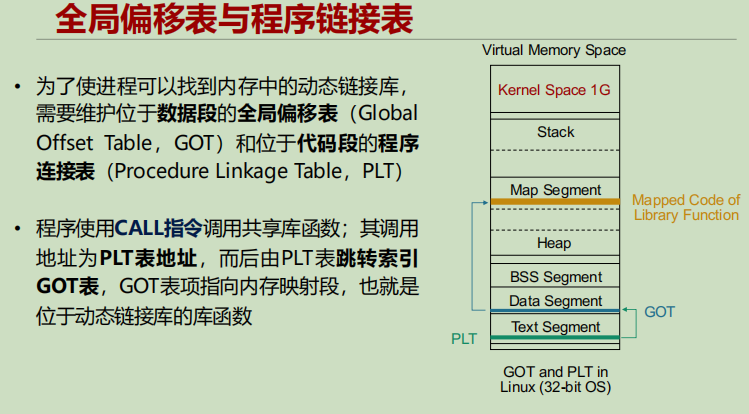 全局偏移表与程序链接表
• 为了使进程可以找到内存中的动态链接库，
需要维护位于数据段的全局偏移表（Global
Offset Table，GOT）和位于代码段的程序
连接表（Procedure Linkage Table，PLT）
• 程序使用CALL指令调用共享库函数；其调用
地址为PLT表地址，而后由PLT表跳转索引
GOT表，GOT表项指向内存映射段，也就是
位于动态链接库的库函数
Virtual Memory Space
Kernel Space 1G
Stack
Map Segment
Mapped Code of
Library Function
Heap
BSS Segment
Data Segment
GOT
Text Segment
PLT
GOT and PLT in
Linux (32-bit OS)